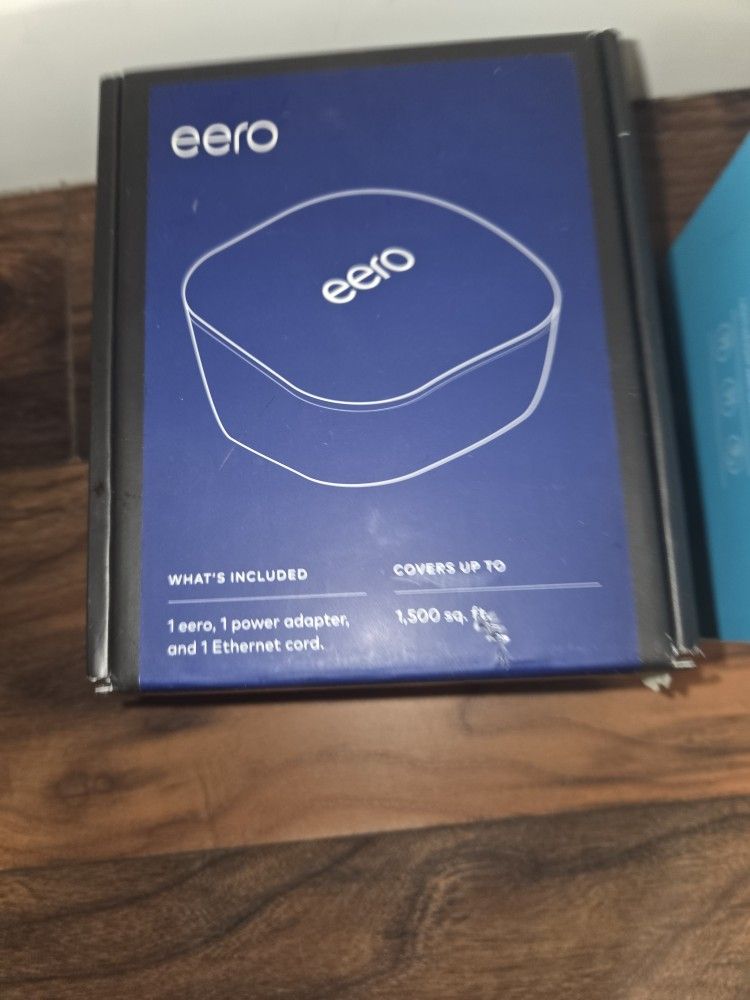 eero
eero
WHAT'S INCLUDED
1 eero, 1 power adapter,
and 1 Ethernet cord.
COVERS UP TO
1,500 sq. ft.